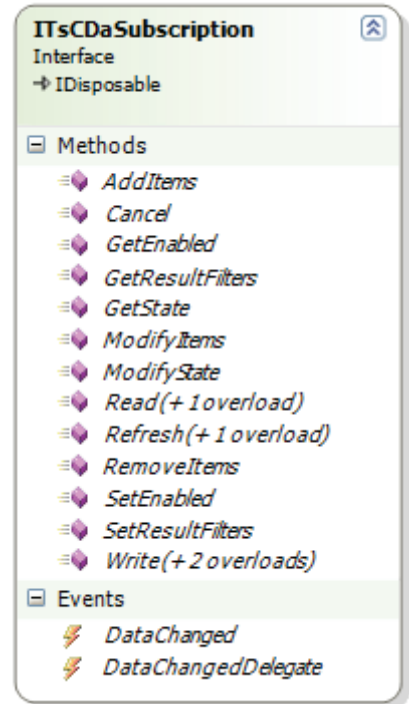 ITsCDaSubscription
Interface
IDisposable
Methods
AddItems
Cancel
GetEnabled
GetResultFilters
GetState
ModifyItems
ModifyState
Read (+ 1 overload)
Refresh (+ 1 overload)
RemoveItems
SetEnabled
SetResultFilters
Write (+ 2 overloads)
Events
DataChanged
DataChangedDelegate